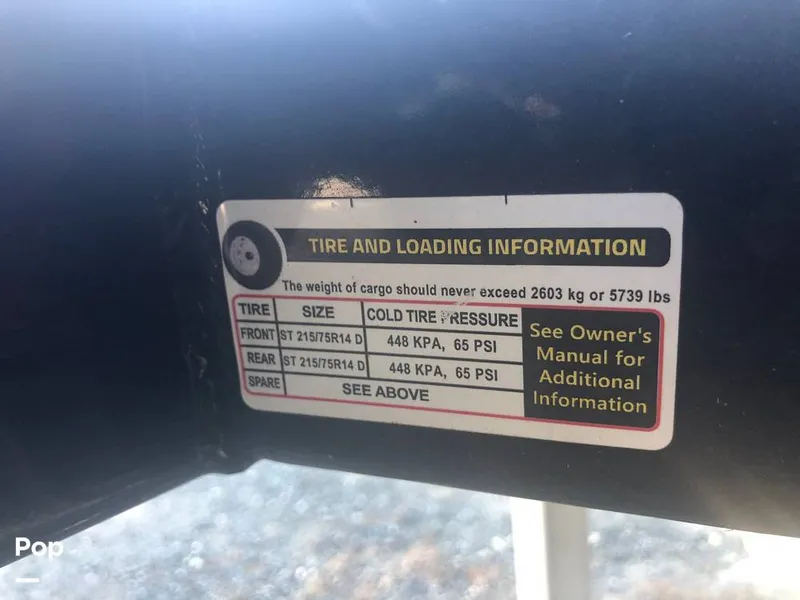 TIRE AND LOADING INFORMATION
The weight of cargo should never exceed 2603 kg or 5739 lbs
TIRE SIZE COLD TIRE PRESSURE
FRONT ST 215/75R14 D 448 KPA, 65 PSI
REAR ST 215/75R14 D 448 KPA, 65 PSI
SPARE SEE ABOVE
See Owner's
Manual for
Additional
Information
Pop